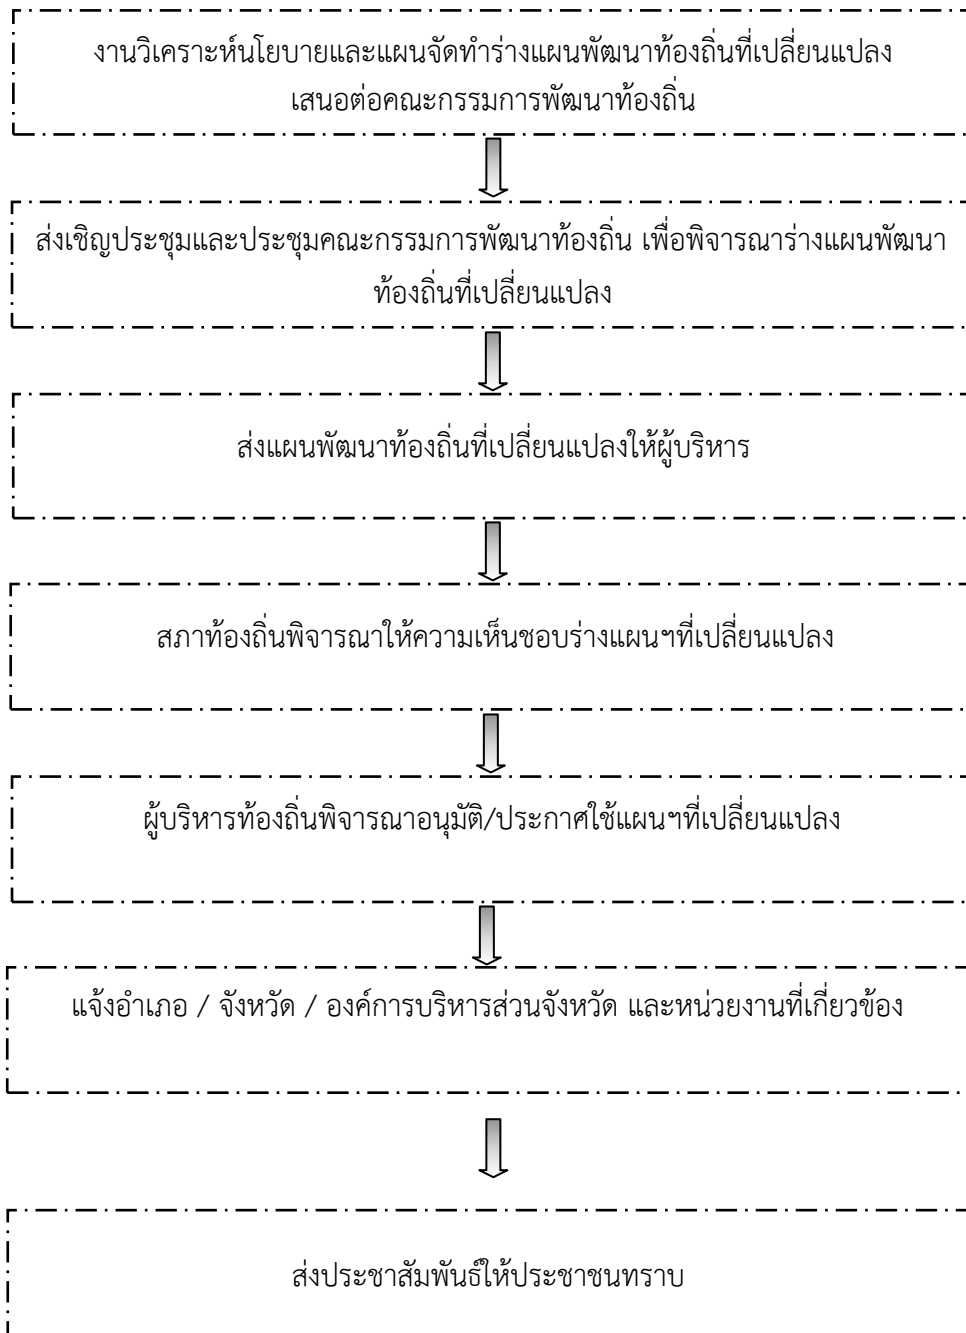 งานวิเคราะห์นโยบายและแผนจัดทำร่างแผนพัฒนาท้องถิ่นที่เปลี่ยนแปลง
เสนอต่อคณะกรรมการพัฒนาท้องถิ่น
ส่งเชิญประชุมและประชุมคณะกรรมการพัฒนาท้องถิ่น เพื่อพิจารณาร่างแผนพัฒนา
ท้องถิ่นที่เปลี่ยนแปลง
ส่งแผนพัฒนาท้องถิ่นที่เปลี่ยนแปลงให้ผู้บริหาร
สภาท้องถิ่นพิจารณาให้ความเห็นชอบร่างแผนฯที่เปลี่ยนแปลง
ผู้บริหารท้องถิ่นพิจารณาอนุมัติ/ประกาศใช้แผนฯที่เปลี่ยนแปลง
แจ้งอำเภอ / จังหวัด / องค์การบริหารส่วนจังหวัด และหน่วยงานที่เกี่ยวข้อง
ส่งประชาสัมพันธ์ให้ประชาชนทราบ